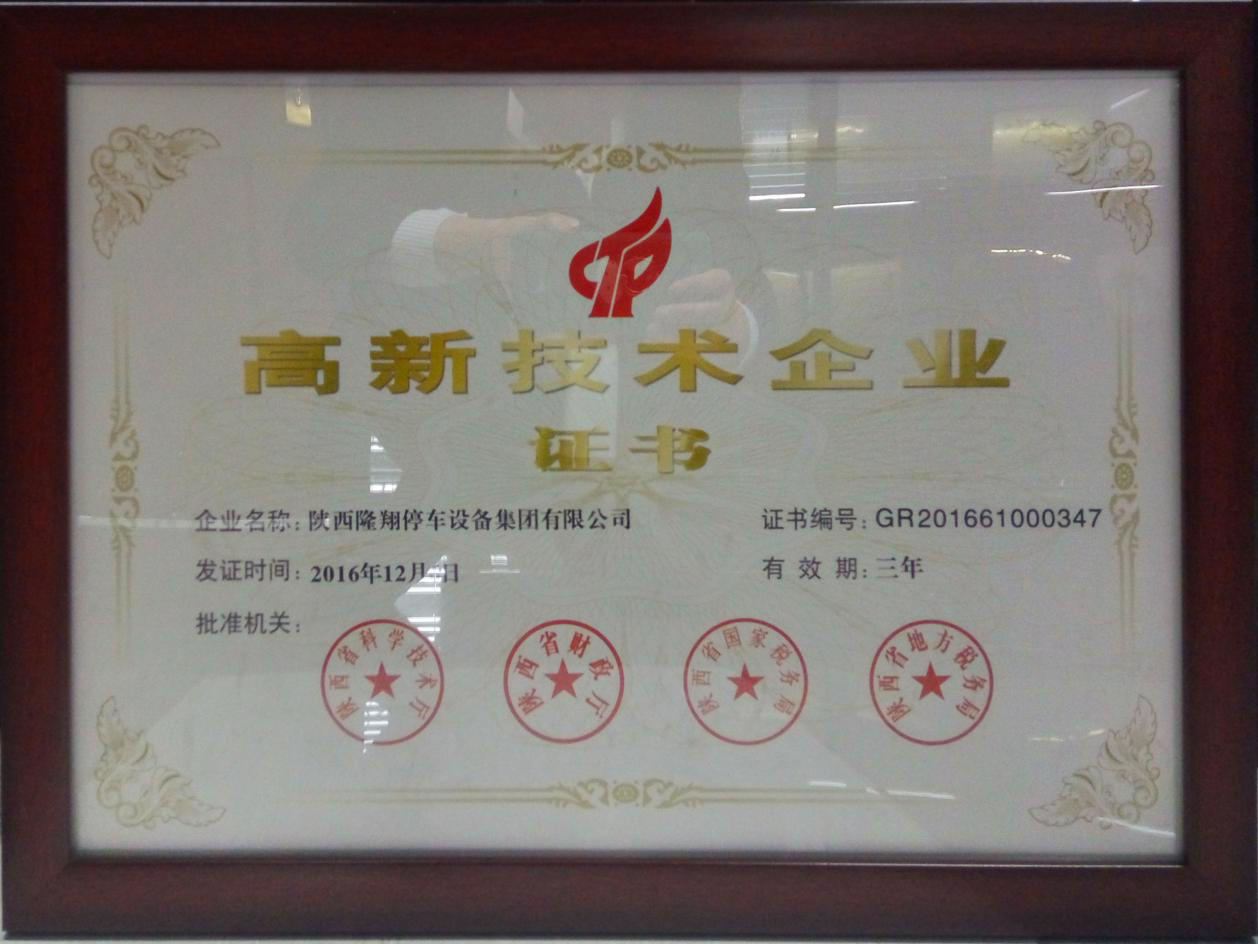 高新技术企业
证书
企业名称：陕西隆翔停车设备集团有限公司
证书编号：GR201661000347
发证时间：2016年12月 日
有 效 期：三年
批准机关：
陕西省科学技术厅
陕西省财政厅
陕西省国家税务局
陕西省地方税务局